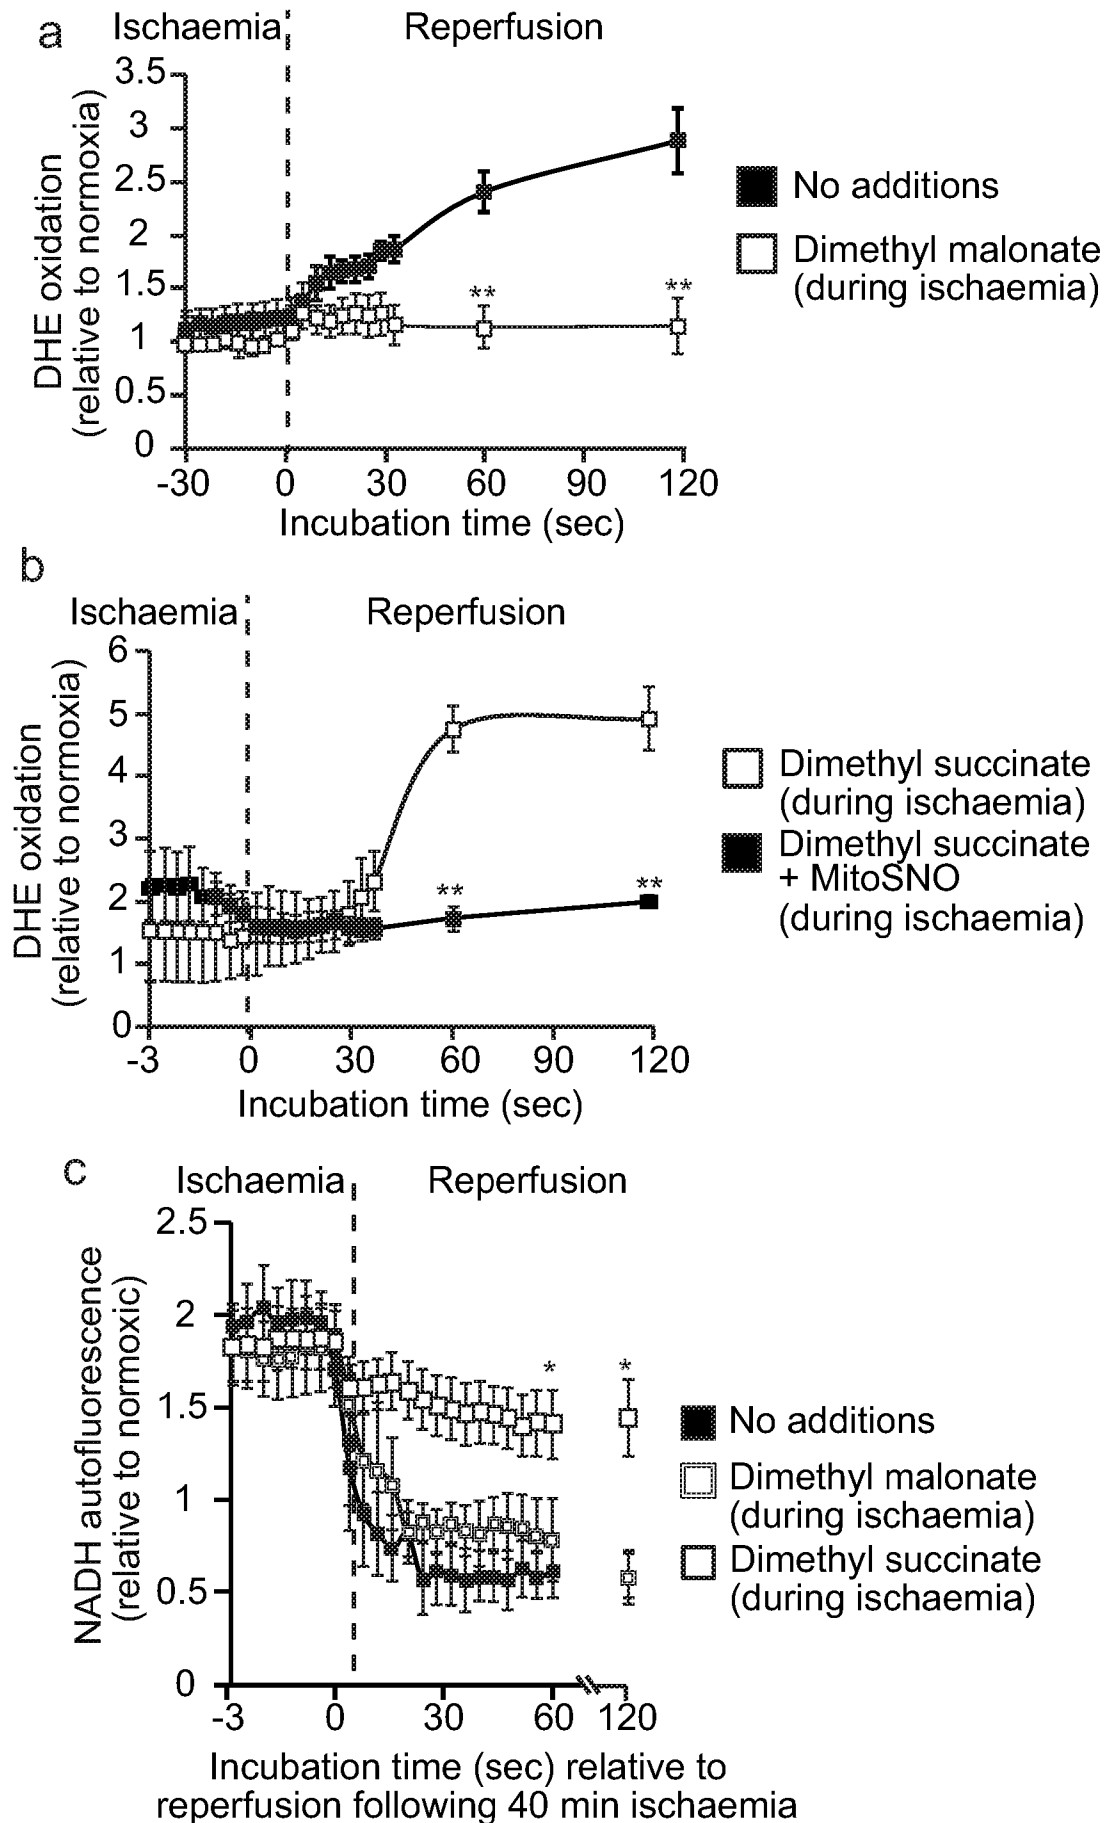 a
Ischaemia
Reperfusion
DHE oxidation
(relative to normoxia)
3.5
3
2.5
2
1.5
1
0.5
0
-30 0 30 60 90 120
Incubation time (sec)
** **
No additions
Dimethyl malonate
(during ischaemia)
b
Ischaemia
Reperfusion
DHE oxidation
(relative to normoxia)
6
5
4
3
2
1
0
-3 0 30 60 90 120
Incubation time (sec)
** **
Dimethyl succinate
(during ischaemia)
Dimethyl succinate
+ MitoSNO
(during ischaemia)
c
Ischaemia
Reperfusion
NADH autofluorescence
(relative to normoxic)
2.5
2
1.5
1
0.5
0
-3 0 30 60 120
Incubation time (sec) relative to
reperfusion following 40 min ischaemia
* *
No additions
Dimethyl malonate
(during ischaemia)
Dimethyl succinate
(during ischaemia)